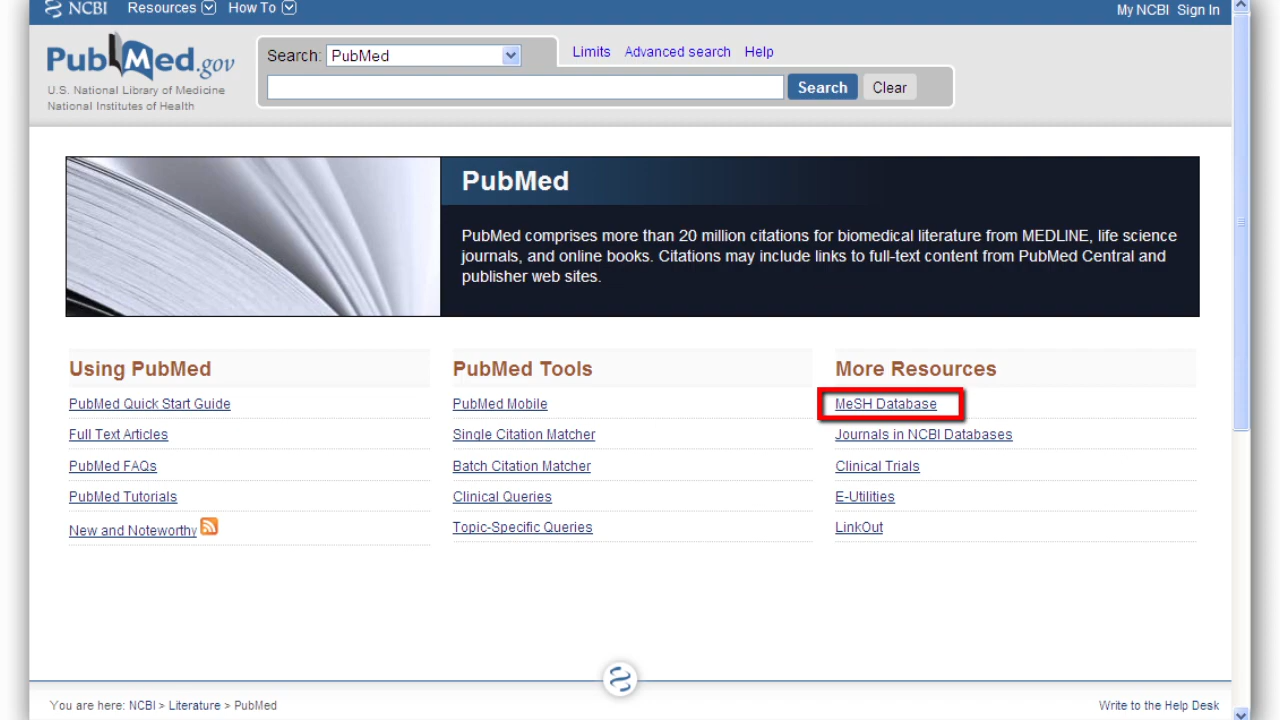 NCBI Resources How To My NCBI Sign In
PubMed.gov
U.S. National Library of Medicine
National Institutes of Health
Search: PubMed
Limits Advanced search Help
Search Clear
PubMed
PubMed comprises more than 20 million citations for biomedical literature from MEDLINE, life science
journals, and online books. Citations may include links to full-text content from PubMed Central and
publisher web sites.
Using PubMed
PubMed Quick Start Guide
Full Text Articles
PubMed FAQs
PubMed Tutorials
New and Noteworthy
PubMed Tools
PubMed Mobile
Single Citation Matcher
Batch Citation Matcher
Clinical Queries
Topic-Specific Queries
More Resources
MeSH Database
Journals in NCBI Databases
Clinical Trials
E-Utilities
LinkOut
You are here: NCBI > Literature > PubMed
Write to the Help Desk